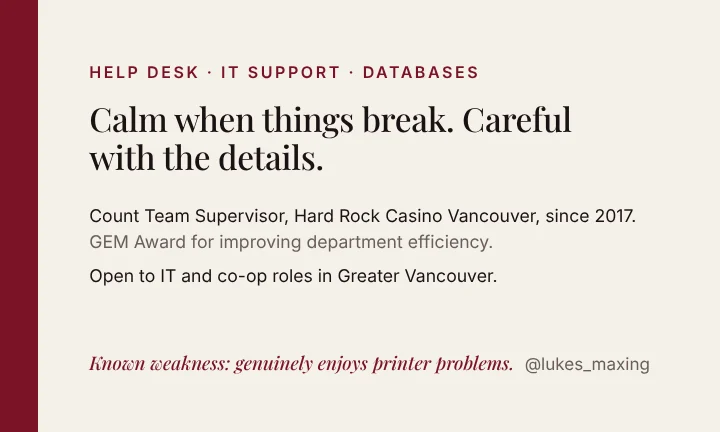 HELP DESK · IT SUPPORT · DATABASES
Calm when things break. Careful
with the details.
Count Team Supervisor, Hard Rock Casino Vancouver, since 2017.
GEM Award for improving department efficiency.
Open to IT and co-op roles in Greater Vancouver.
Known weakness: genuinely enjoys printer problems. @lukes_maxing